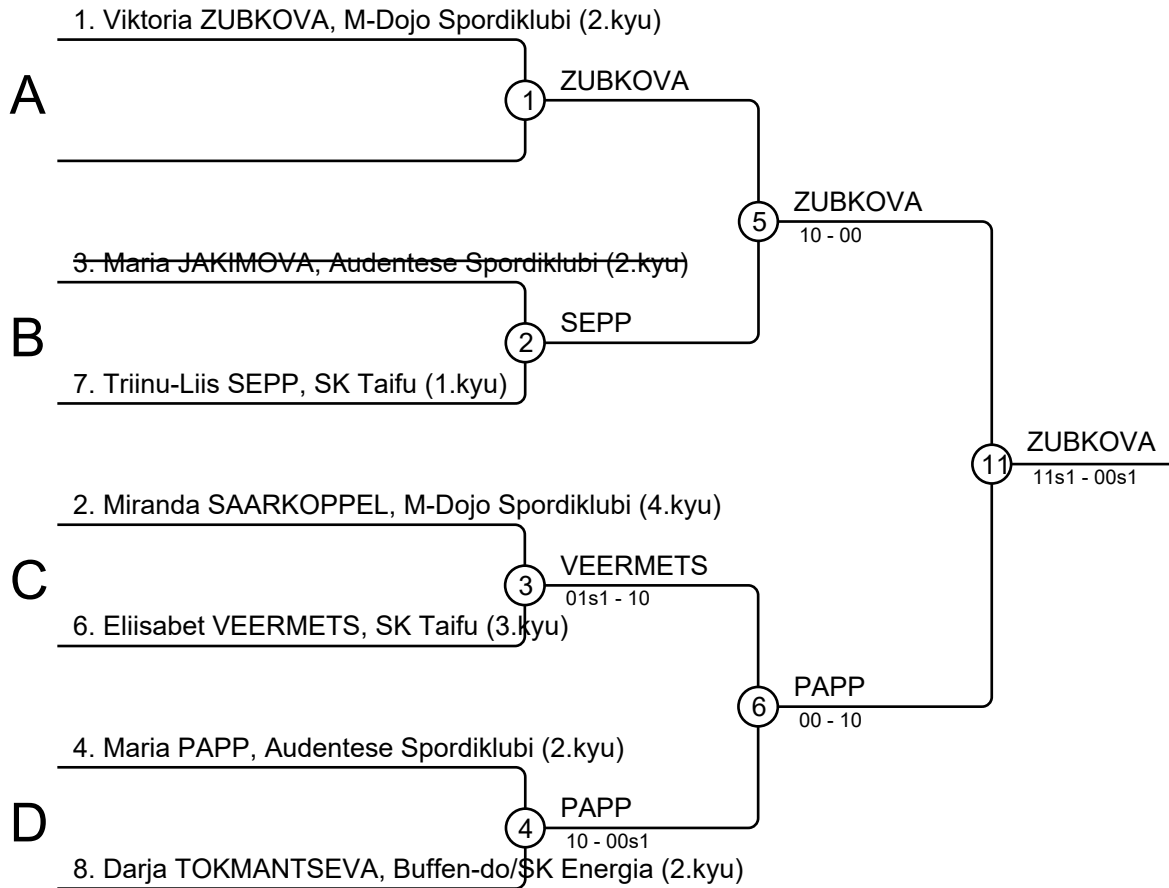 1. Viktoria ZUBKOVA, M-Dojo Spordiklubi (2.kyu)
A
1 ZUBKOVA
5 ZUBKOVA
10 - 00
3. Maria JAKIMOVA, Audentese Spordiklubi (2.kyu)
B
2 SEPP
7. Triinu-Liis SEPP, SK Taifu (1.kyu)
11 ZUBKOVA
11s1 - 00s1
2. Miranda SAARKOPPEL, M-Dojo Spordiklubi (4.kyu)
C
3 VEERMETS
01s1 - 10
6. Eliisabet VEERMETS, SK Taifu (3.kyu)
6 PAPP
00 - 10
4. Maria PAPP, Audentese Spordiklubi (2.kyu)
D
4 PAPP
10 - 00s1
8. Darja TOKMANTSEVA, Buffen-do/SK Energia (2.kyu)